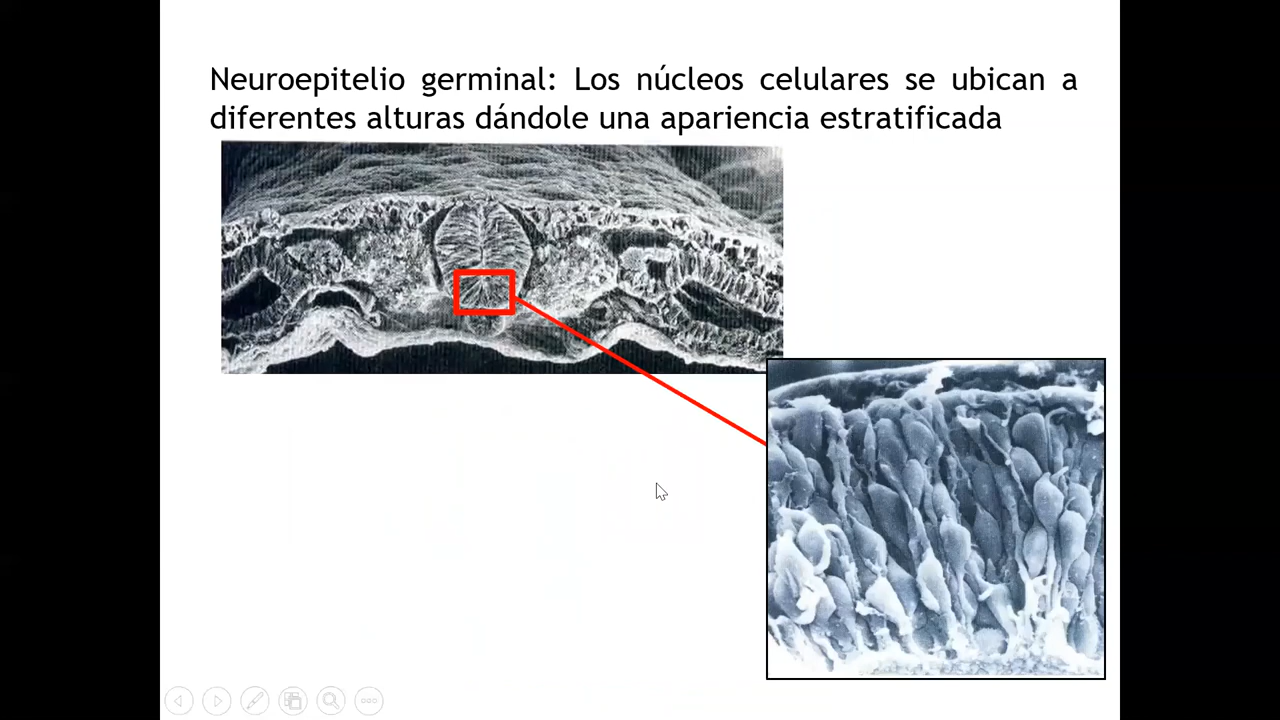 Neuroepitelio germinal: Los núcleos celulares se ubican a
diferentes alturas dándole una apariencia estratificada